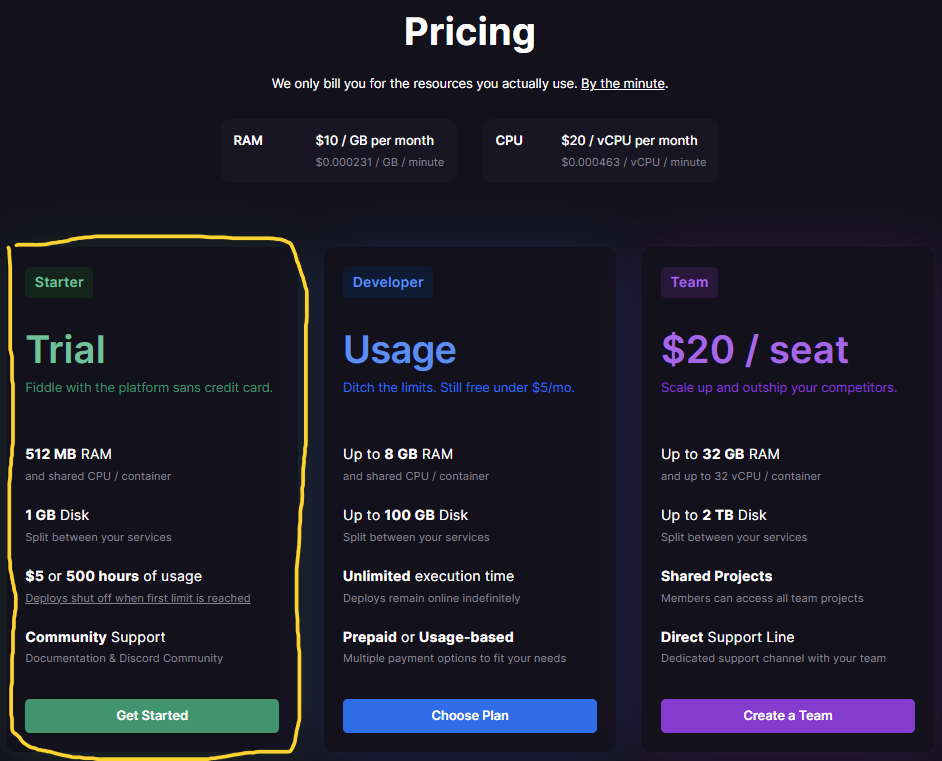 Pricing
We only bill you for the resources you actually use. By the minute.
RAM
$10 / GB per month
$0.000231 / GB / minute
CPU
$20 / vCPU per month
$0.000463 / vCPU / minute
Starter
Trial
Fiddle with the platform sans credit card.
512 MB RAM
and shared CPU / container
1 GB Disk
Split between your services
$5 or 500 hours of usage
Deploys shut off when first limit is reached
Community Support
Documentation & Discord Community
Get Started
Developer
Usage
Ditch the limits. Still free under $5/mo.
Up to 8 GB RAM
and shared CPU / container
Up to 100 GB Disk
Split between your services
Unlimited execution time
Deploys remain online indefinitely
Prepaid or Usage-based
Multiple payment options to fit your needs
Choose Plan
Team
$20 / seat
Scale up and outship your competitors.
Up to 32 GB RAM
and up to 32 vCPU / container
Up to 2 TB Disk
Split between your services
Shared Projects
Members can access all team projects
Direct Support Line
Dedicated support channel with your team
Create a Team